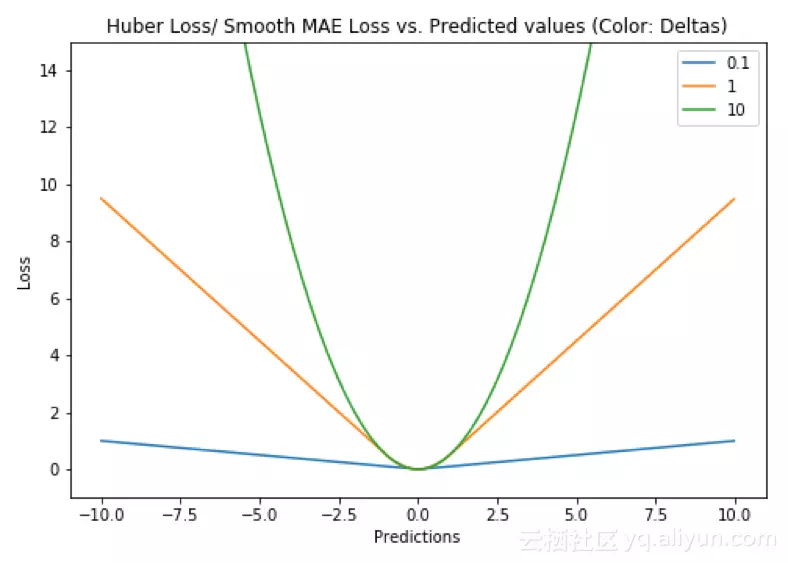 Huber Loss/ Smooth MAE Loss vs. Predicted values (Color: Deltas)
0.1
1
10
14
12
10
8
6
4
2
0
Loss
−10.0 −7.5 −5.0 −2.5 0.0 2.5 5.0 7.5 10.0
Predictions
云栖社区 yq.aliyun.com